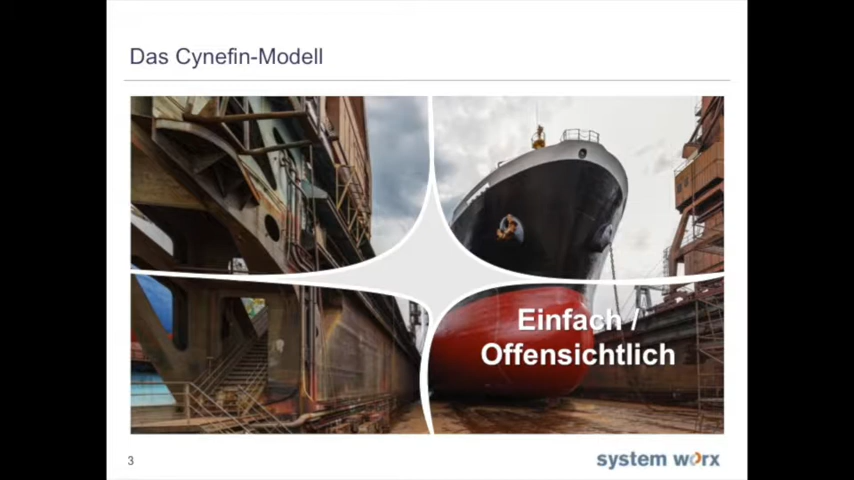 Das Cynefin-Modell
Einfach /
Offensichtlich
3
system worx